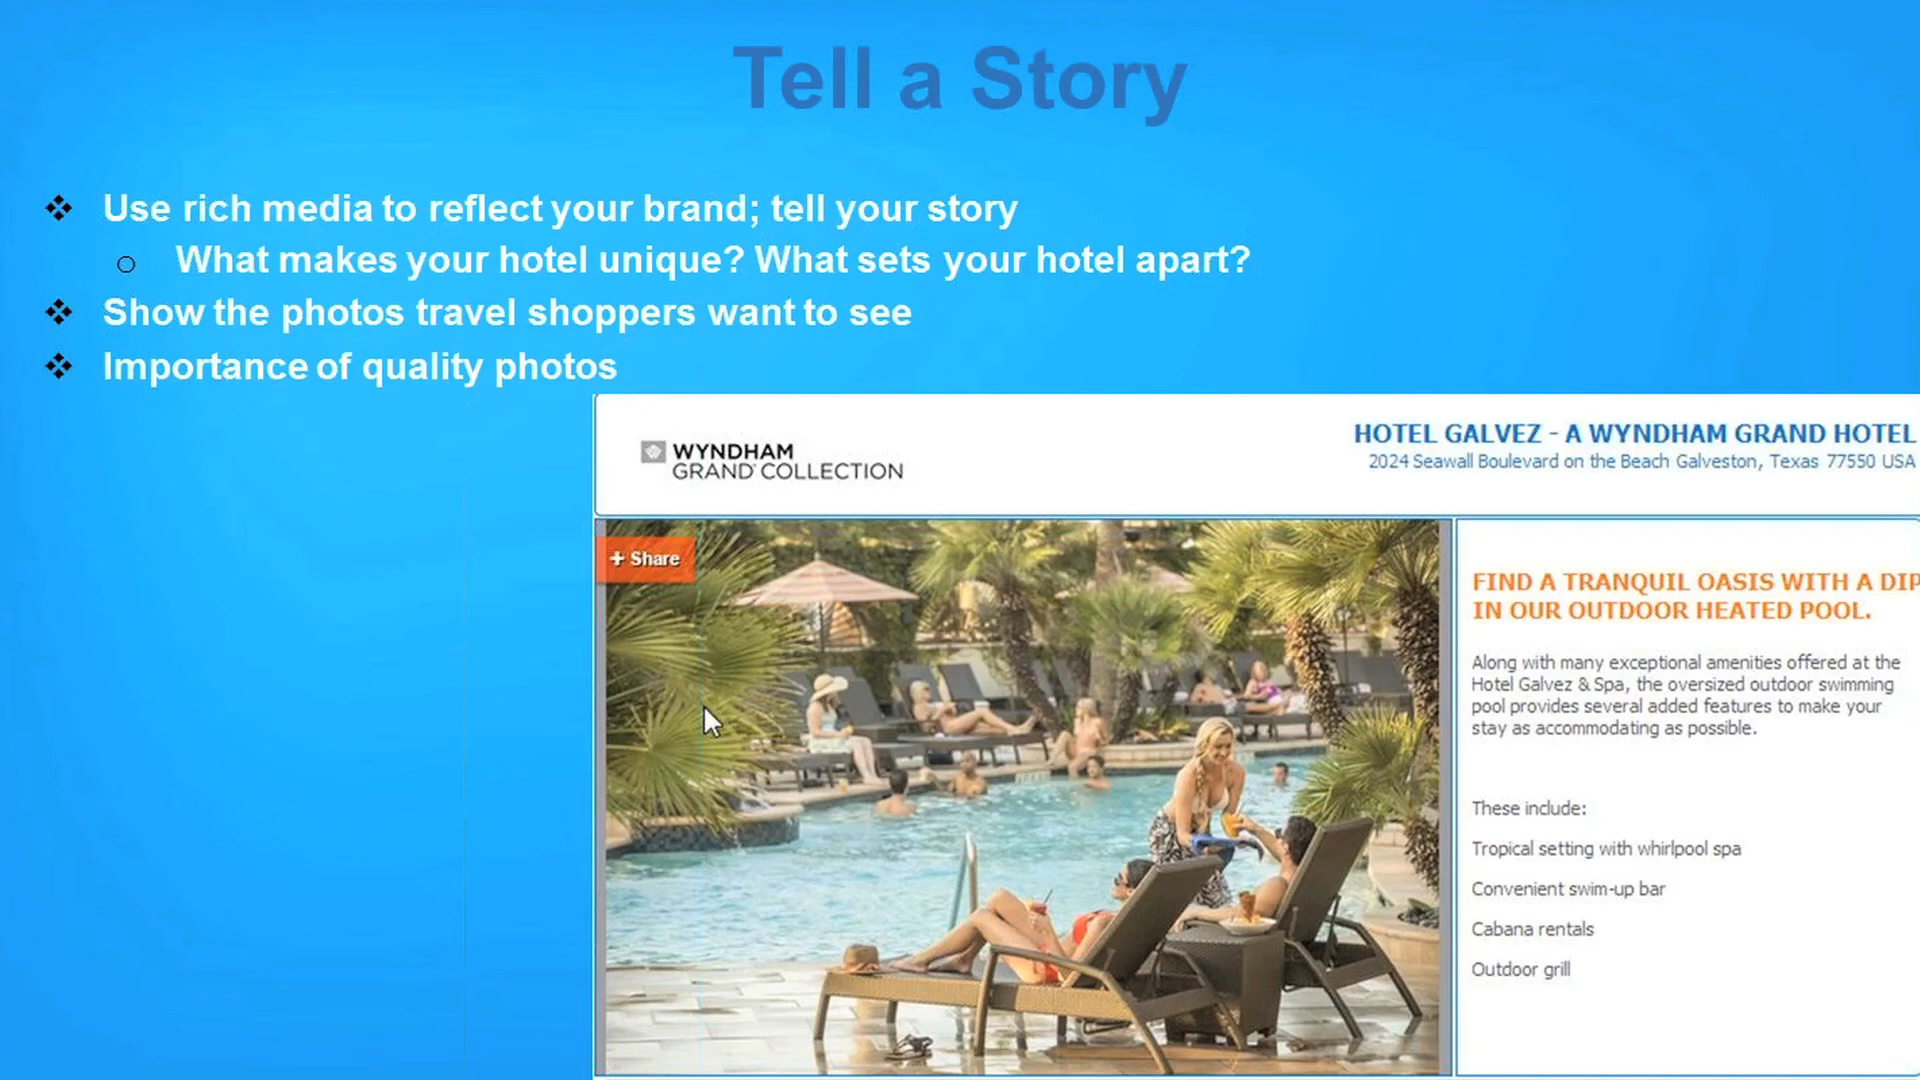 Tell a Story
Use rich media to reflect your brand; tell your story
What makes your hotel unique? What sets your hotel apart?
Show the photos travel shoppers want to see
Importance of quality photos
WYNDHAM
GRAND COLLECTION
HOTEL GALVEZ - A WYNDHAM GRAND HOTEL
2024 Seawall Boulevard on the Beach Galveston, Texas 77550 USA
+ Share
FIND A TRANQUIL OASIS WITH A DIP
IN OUR OUTDOOR HEATED POOL.
Along with many exceptional amenities offered at the
Hotel Galvez & Spa, the oversized outdoor swimming
pool provides several added features to make your
stay as accommodating as possible.
These include:
Tropical setting with whirlpool spa
Convenient swim-up bar
Cabana rentals
Outdoor grill